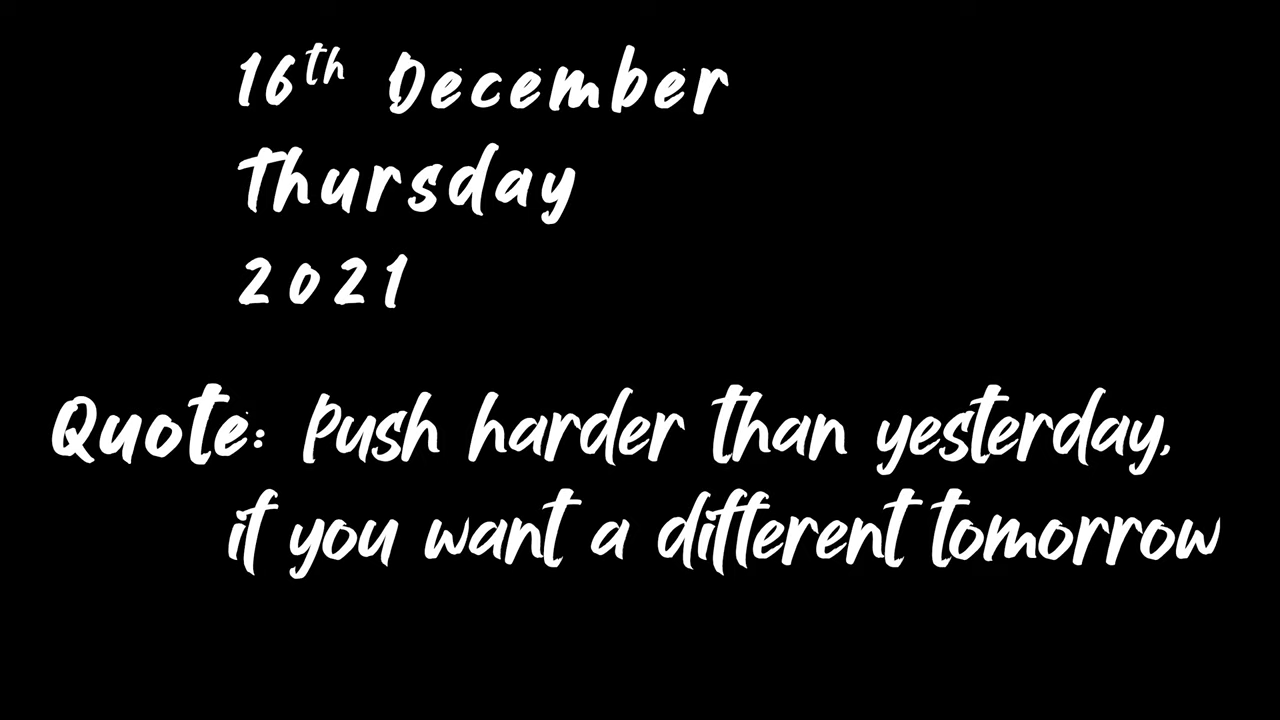 16th December
Thursday
2021
Quote: Push harder than yesterday,
if you want a different tomorrow